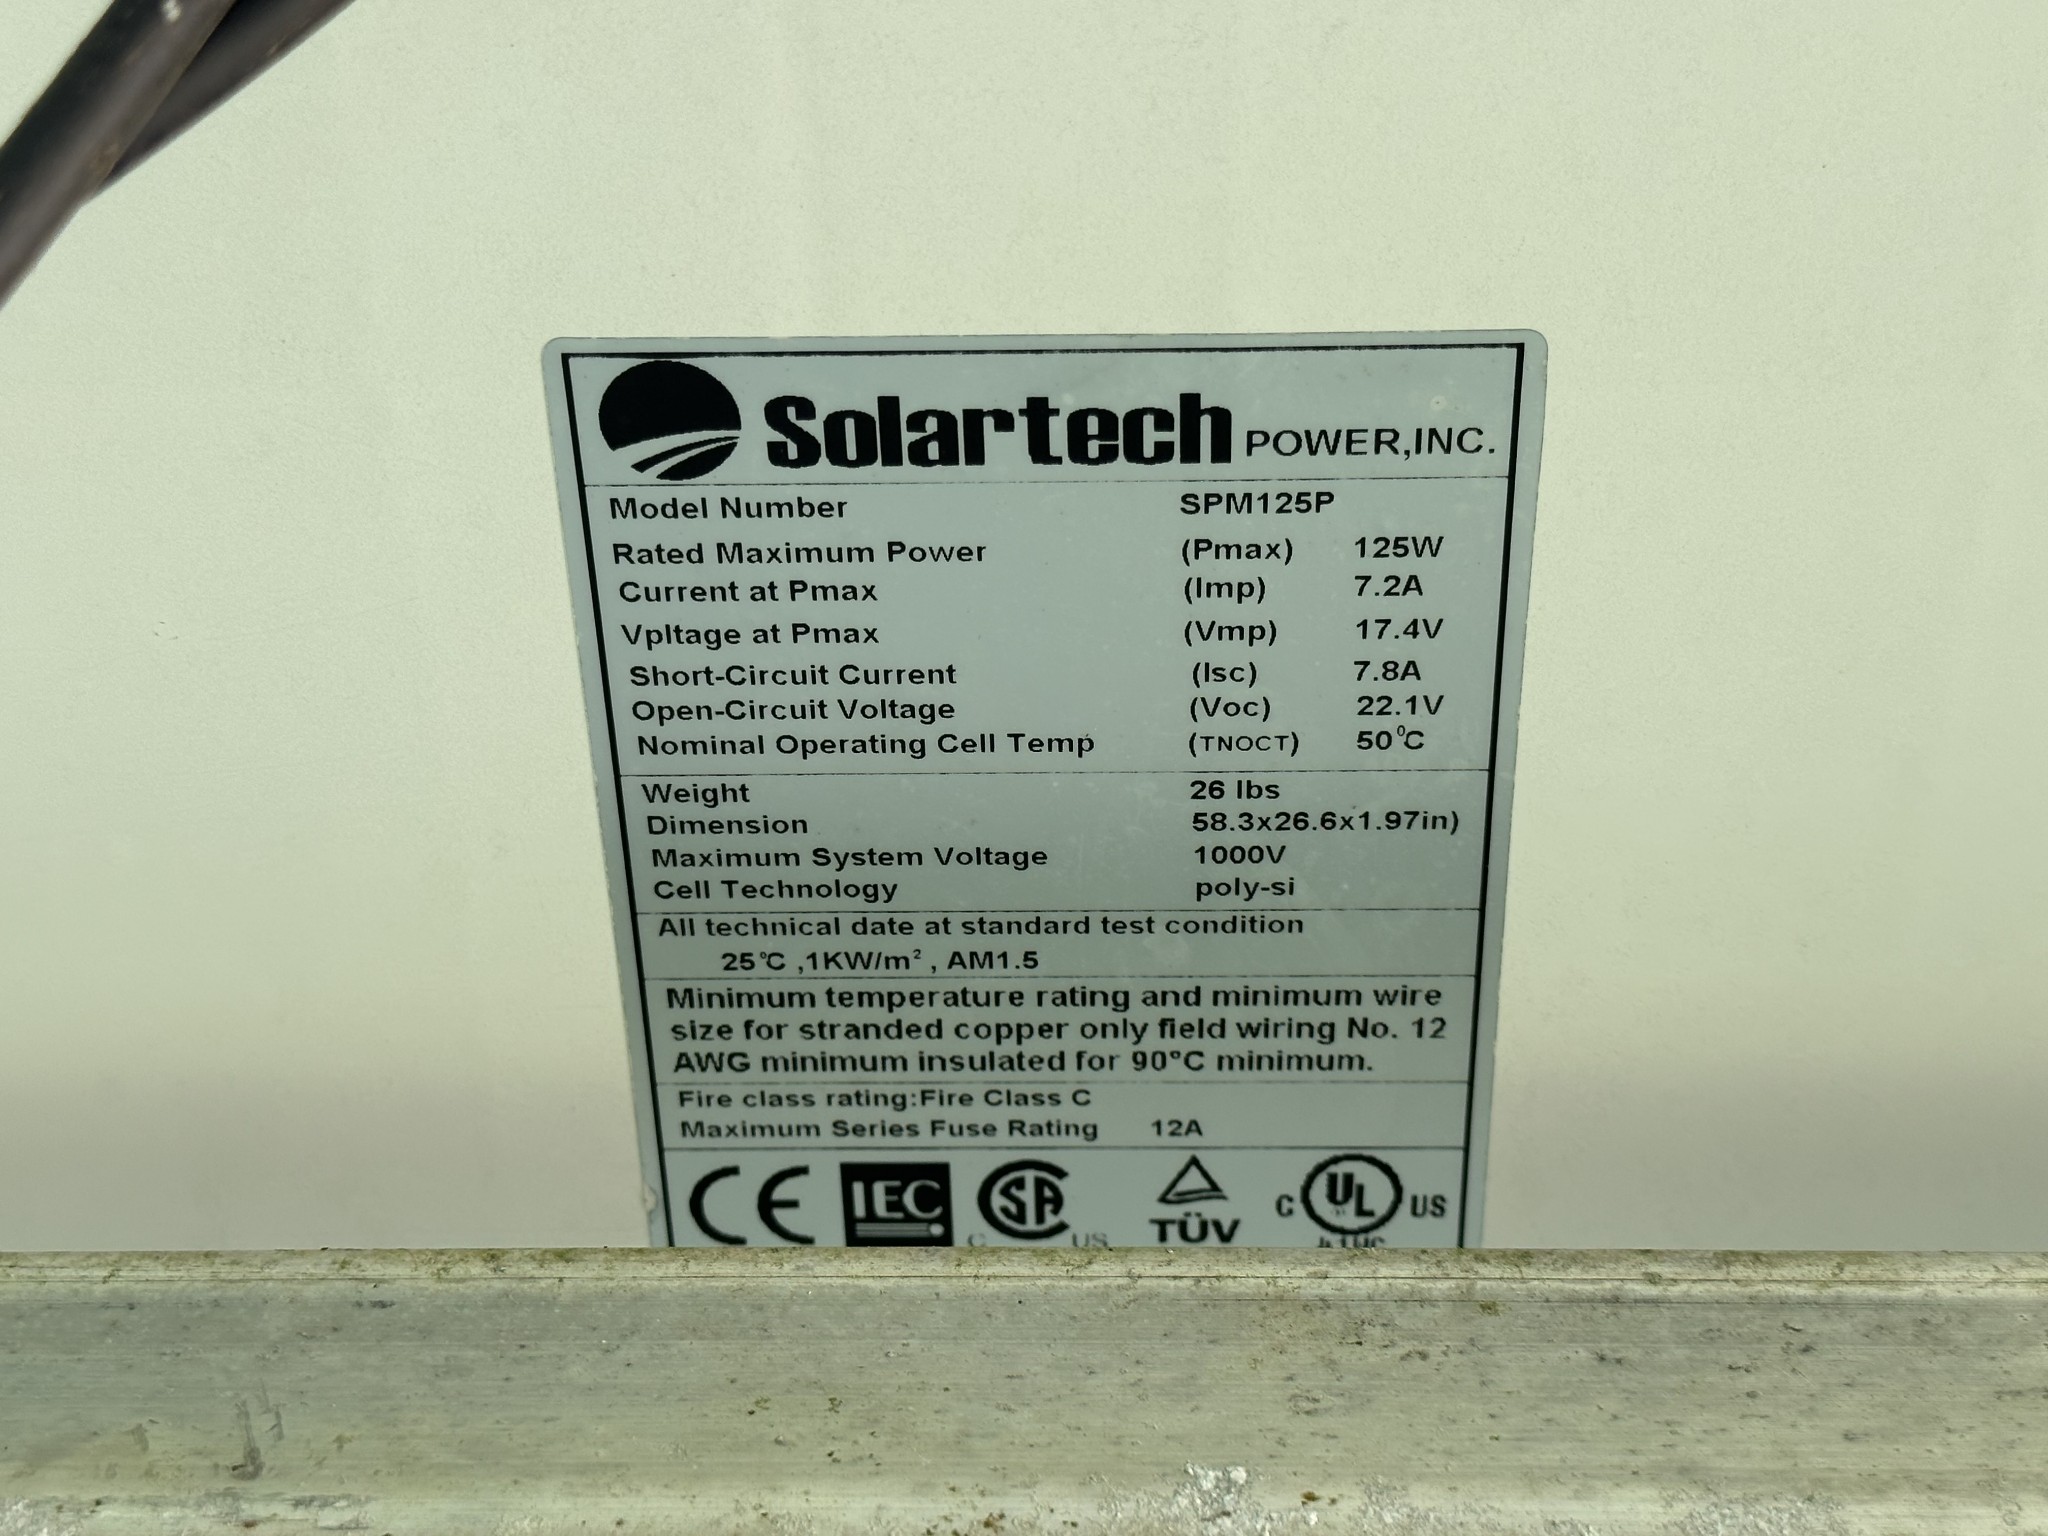 Solartech POWER,INC.
Model Number SPM125P
Rated Maximum Power (Pmax) 125W
Current at Pmax (Imp) 7.2A
Vpltage at Pmax (Vmp) 17.4V
Short-Circuit Current (Isc) 7.8A
Open-Circuit Voltage (Voc) 22.1V
Nominal Operating Cell Temp (TNOCT) 50⁰C
Weight 26 lbs
Dimension 58.3x26.6x1.97in)
Maximum System Voltage 1000V
Cell Technology poly-si
All technical date at standard test condition
25℃ ,1KW/m² , AM1.5
Minimum temperature rating and minimum wire
size for stranded copper only field wiring No. 12
AWG minimum insulated for 90°C minimum.
Fire class rating:Fire Class C
Maximum Series Fuse Rating 12A
CE IEC C SA US TÜV C UL US